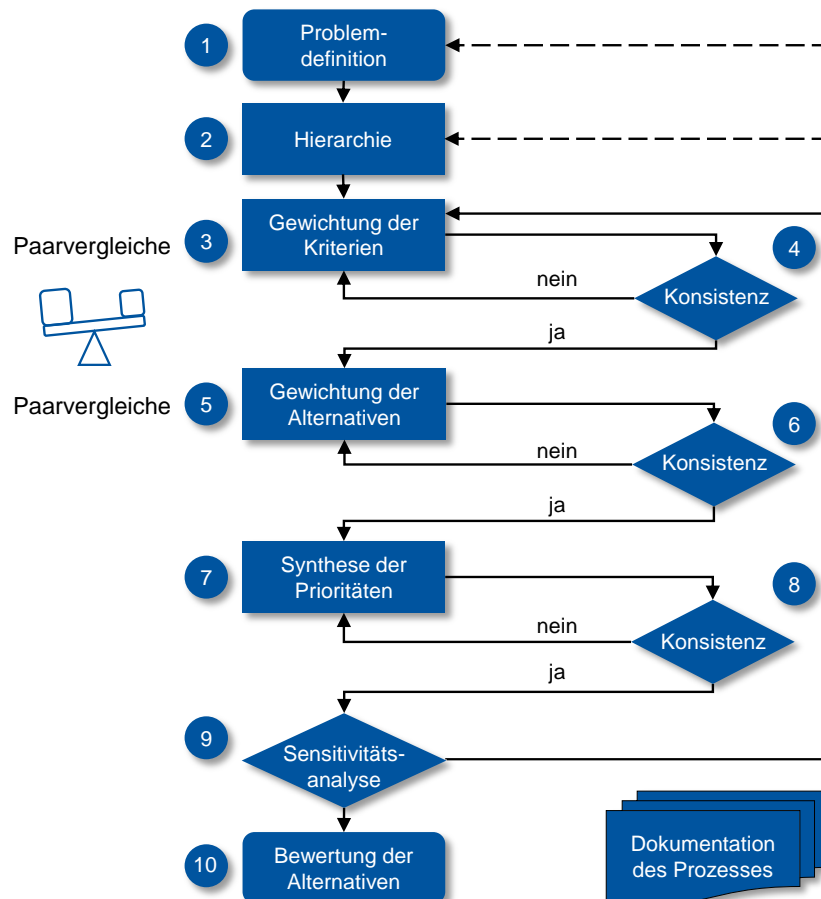 1
Problem-
definition
2
Hierarchie
Paarvergleiche
3
Gewichtung der
Kriterien
4
Konsistenz
nein
ja
Paarvergleiche
5
Gewichtung der
Alternativen
6
Konsistenz
nein
ja
7
Synthese der
Prioritäten
8
Konsistenz
nein
ja
9
Sensitivitäts-
analyse
10
Bewertung der
Alternativen
Dokumentation
des Prozesses